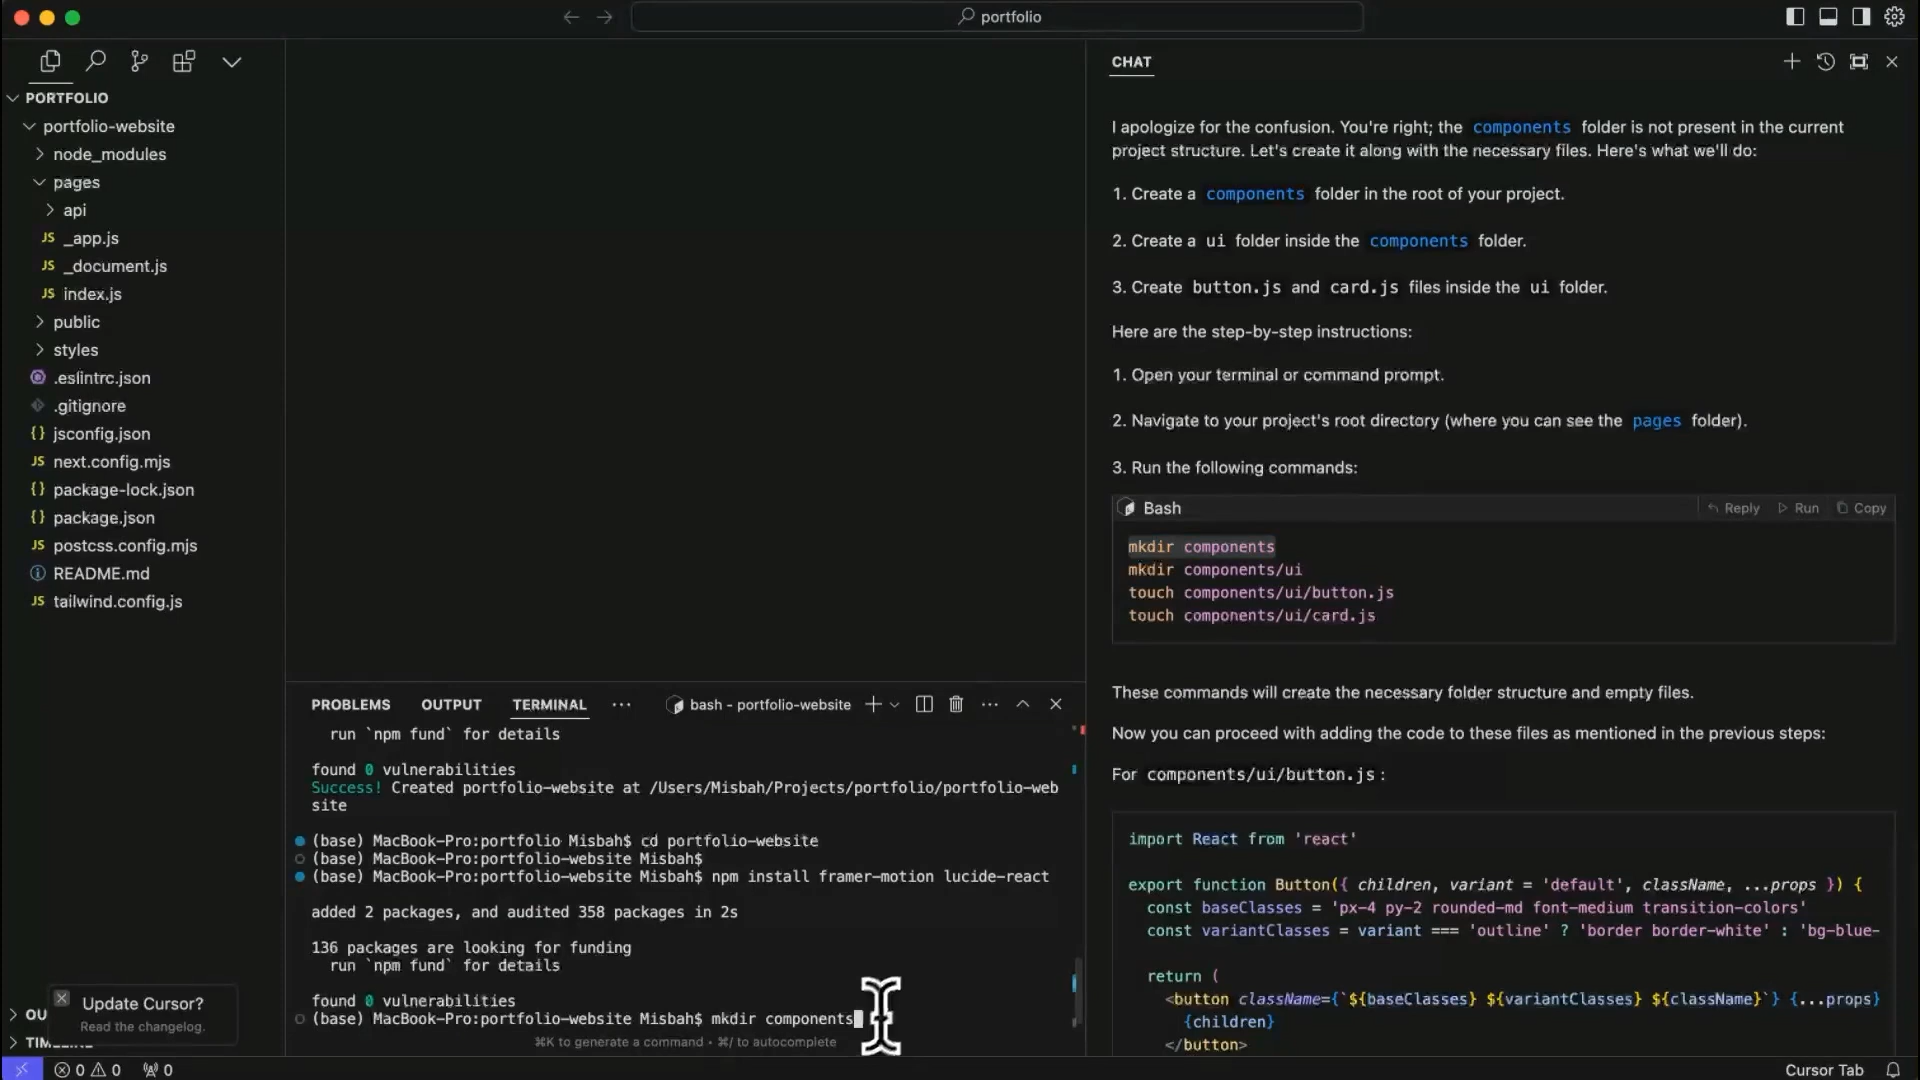 portfolio
PORTFOLIO
portfolio-website
node_modules
pages
api
JS _app.js
JS _document.js
JS index.js
public
styles
.eslintrc.json
.gitignore
{} jsconfig.json
JS next.config.mjs
{} package-lock.json
{} package.json
JS postcss.config.mjs
README.md
JS tailwind.config.js
OU
TIMELINE
Update Cursor?
Read the changelog.
PROBLEMS OUTPUT TERMINAL ··· bash - portfolio-website
run `npm fund` for details
found 0 vulnerabilities
Success! Created portfolio-website at /Users/Misbah/Projects/portfolio/portfolio-web
site
(base) MacBook-Pro:portfolio Misbah$ cd portfolio-website
(base) MacBook-Pro:portfolio-website Misbah$
(base) MacBook-Pro:portfolio-website Misbah$ npm install framer-motion lucide-react
added 2 packages, and audited 358 packages in 2s
136 packages are looking for funding
run `npm fund` for details
found 0 vulnerabilities
(base) MacBook-Pro:portfolio-website Misbah$ mkdir components
⌘K to generate a command • ⌘/ to autocomplete
CHAT
I apologize for the confusion. You're right; the components folder is not present in the current
project structure. Let's create it along with the necessary files. Here's what we'll do:
1. Create a components folder in the root of your project.
2. Create a ui folder inside the components folder.
3. Create button.js and card.js files inside the ui folder.
Here are the step-by-step instructions:
1. Open your terminal or command prompt.
2. Navigate to your project's root directory (where you can see the pages folder).
3. Run the following commands:
Bash Reply Run Copy
mkdir components
mkdir components/ui
touch components/ui/button.js
touch components/ui/card.js
These commands will create the necessary folder structure and empty files.
Now you can proceed with adding the code to these files as mentioned in the previous steps:
For components/ui/button.js :
import React from 'react'
export function Button({ children, variant = 'default', className, ...props }) {
const baseClasses = 'px-4 py-2 rounded-md font-medium transition-colors'
const variantClasses = variant === 'outline' ? 'border border-white' : 'bg-blue-
return (
<button className={`${baseClasses} ${variantClasses} ${className}`} {...props}
{children}
</button>
0 0 0
Cursor Tab